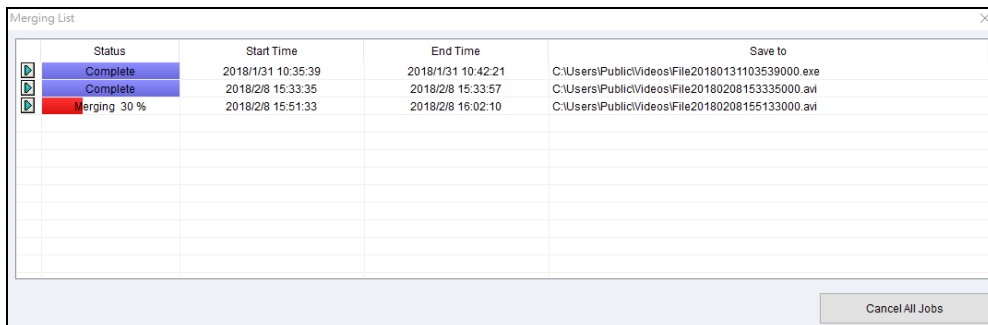 Merging List
Status Start Time End Time Save to
Complete 2018/1/31 10:35:39 2018/1/31 10:42:21 C:\Users\Public\Videos\File20180131103539000.exe
Complete 2018/2/8 15:33:35 2018/2/8 15:33:57 C:\Users\Public\Videos\File20180208153335000.avi
Merging 30 % 2018/2/8 15:51:33 2018/2/8 16:02:10 C:\Users\Public\Videos\File20180208155133000.avi
Cancel All Jobs